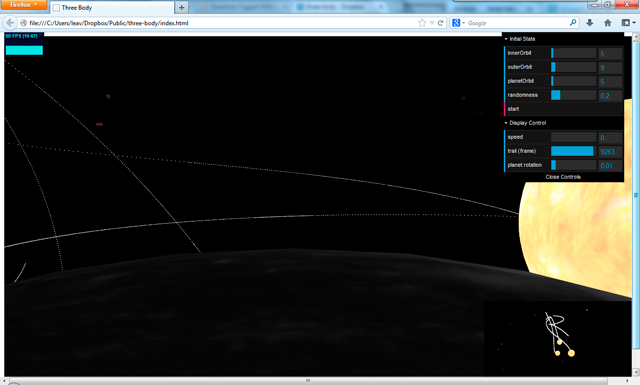 Firefox
Three Body
file:///C:/Users/leav/Dropbox/Public/three-body/index.html
Google
60 FPS (10-67)
Initial State
innerOrbit 5
outerOrbit 9
planetOrbit 5
randomness 0.2
start
Display Control
speed 0
trail (frame) 9263
planet rotation 0.01
Close Controls